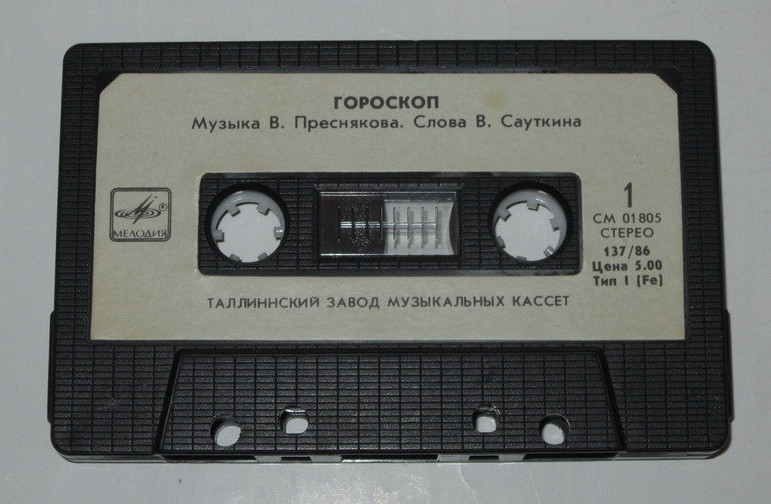 ГОРОСКОП
Музыка В. Преснякова. Слова В. Сауткина
® МЕЛОДИЯ
1
СМ 01805
СТЕРЕО
137/86
Цена 5.00
Тип I (Fe)
ТАЛЛИННСКИЙ ЗАВОД МУЗЫКАЛЬНЫХ КАССЕТ